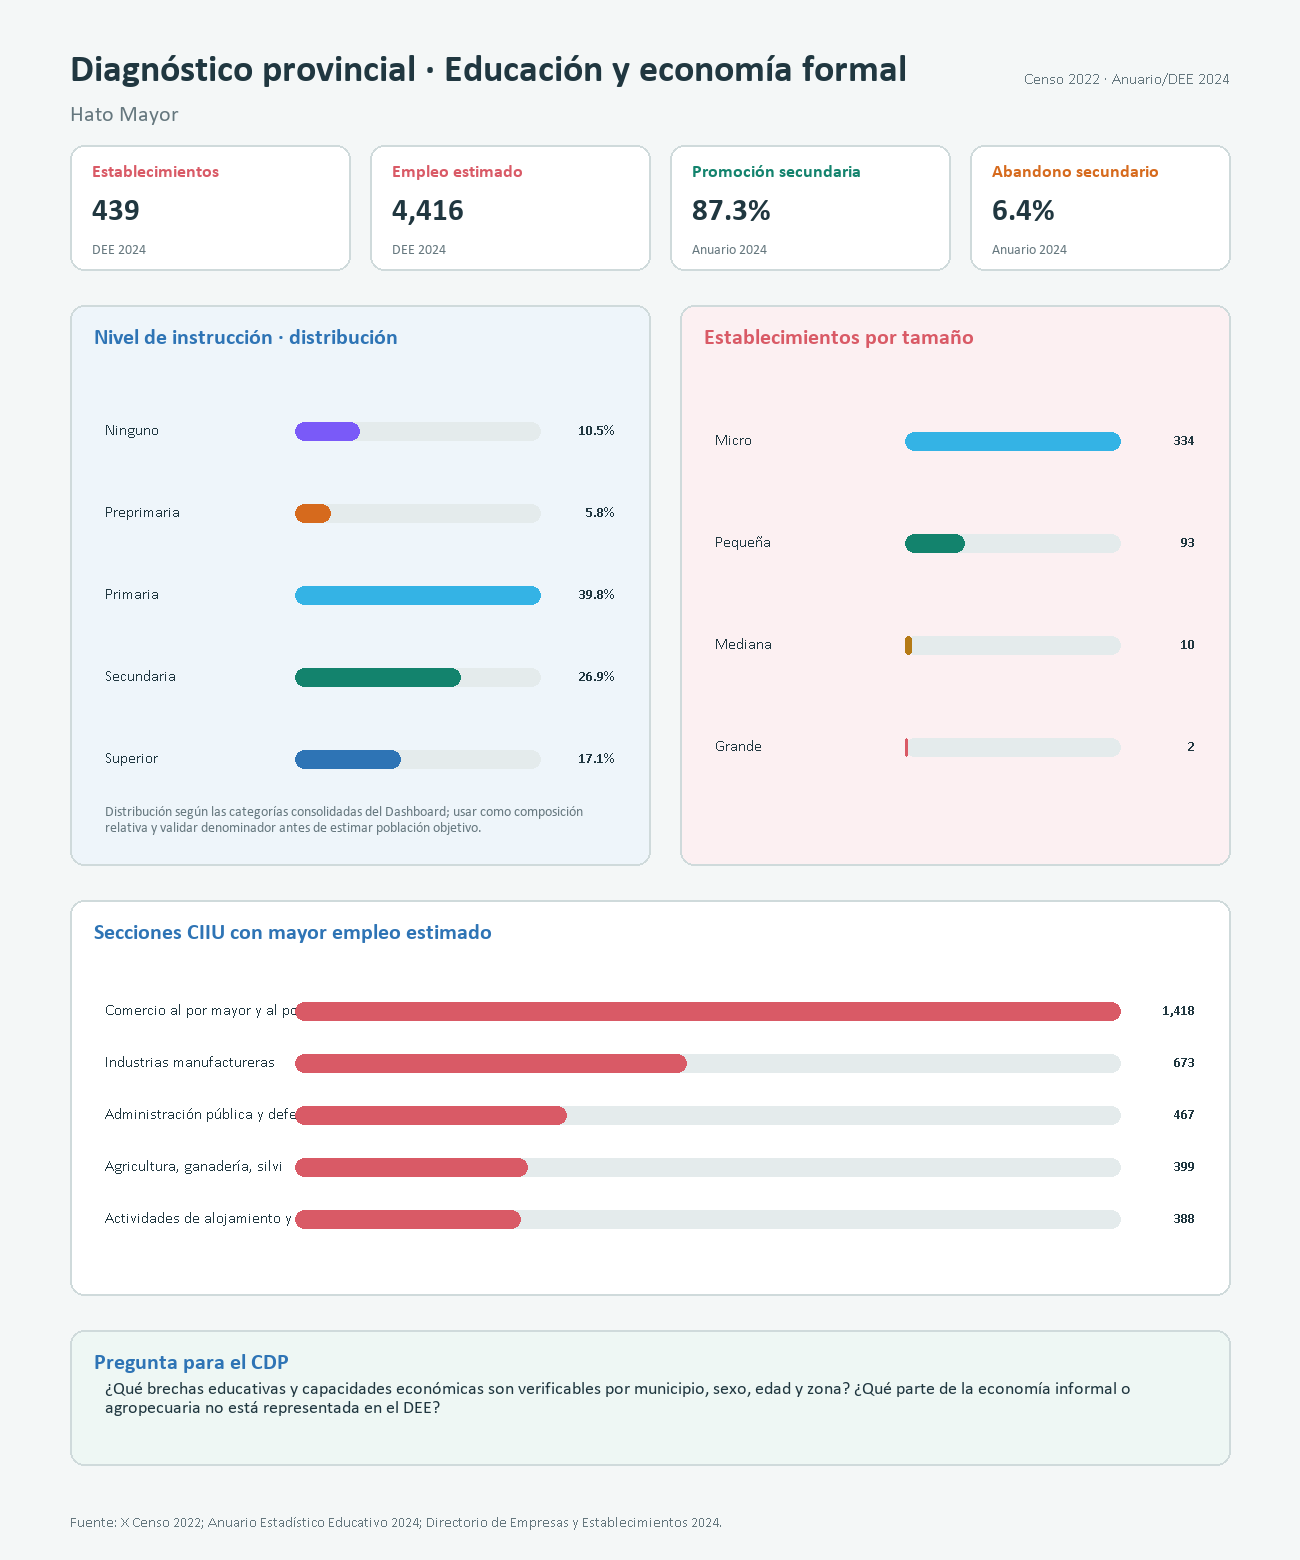 Diagnóstico provincial · Educación y economía formal
Censo 2022 · Anuario/DEE 2024
Hato Mayor
Establecimientos
439
DEE 2024
Empleo estimado
4,416
DEE 2024
Promoción secundaria
87.3%
Anuario 2024
Abandono secundario
6.4%
Anuario 2024
Nivel de instrucción · distribución
Ninguno 10.5%
Preprimaria 5.8%
Primaria 39.8%
Secundaria 26.9%
Superior 17.1%
Distribución según las categorías consolidadas del Dashboard; usar como composición
relativa y validar denominador antes de estimar población objetivo.
Establecimientos por tamaño
Micro 334
Pequeña 93
Mediana 10
Grande 2
Secciones CIIU con mayor empleo estimado
Comercio al por mayor y al po 1,418
Industrias manufactureras 673
Administración pública y defe 467
Agricultura, ganadería, silvi 399
Actividades de alojamiento y 388
Pregunta para el CDP
¿Qué brechas educativas y capacidades económicas son verificables por municipio, sexo, edad y zona? ¿Qué parte de la economía informal o
agropecuaria no está representada en el DEE?
Fuente: X Censo 2022; Anuario Estadístico Educativo 2024; Directorio de Empresas y Establecimientos 2024.